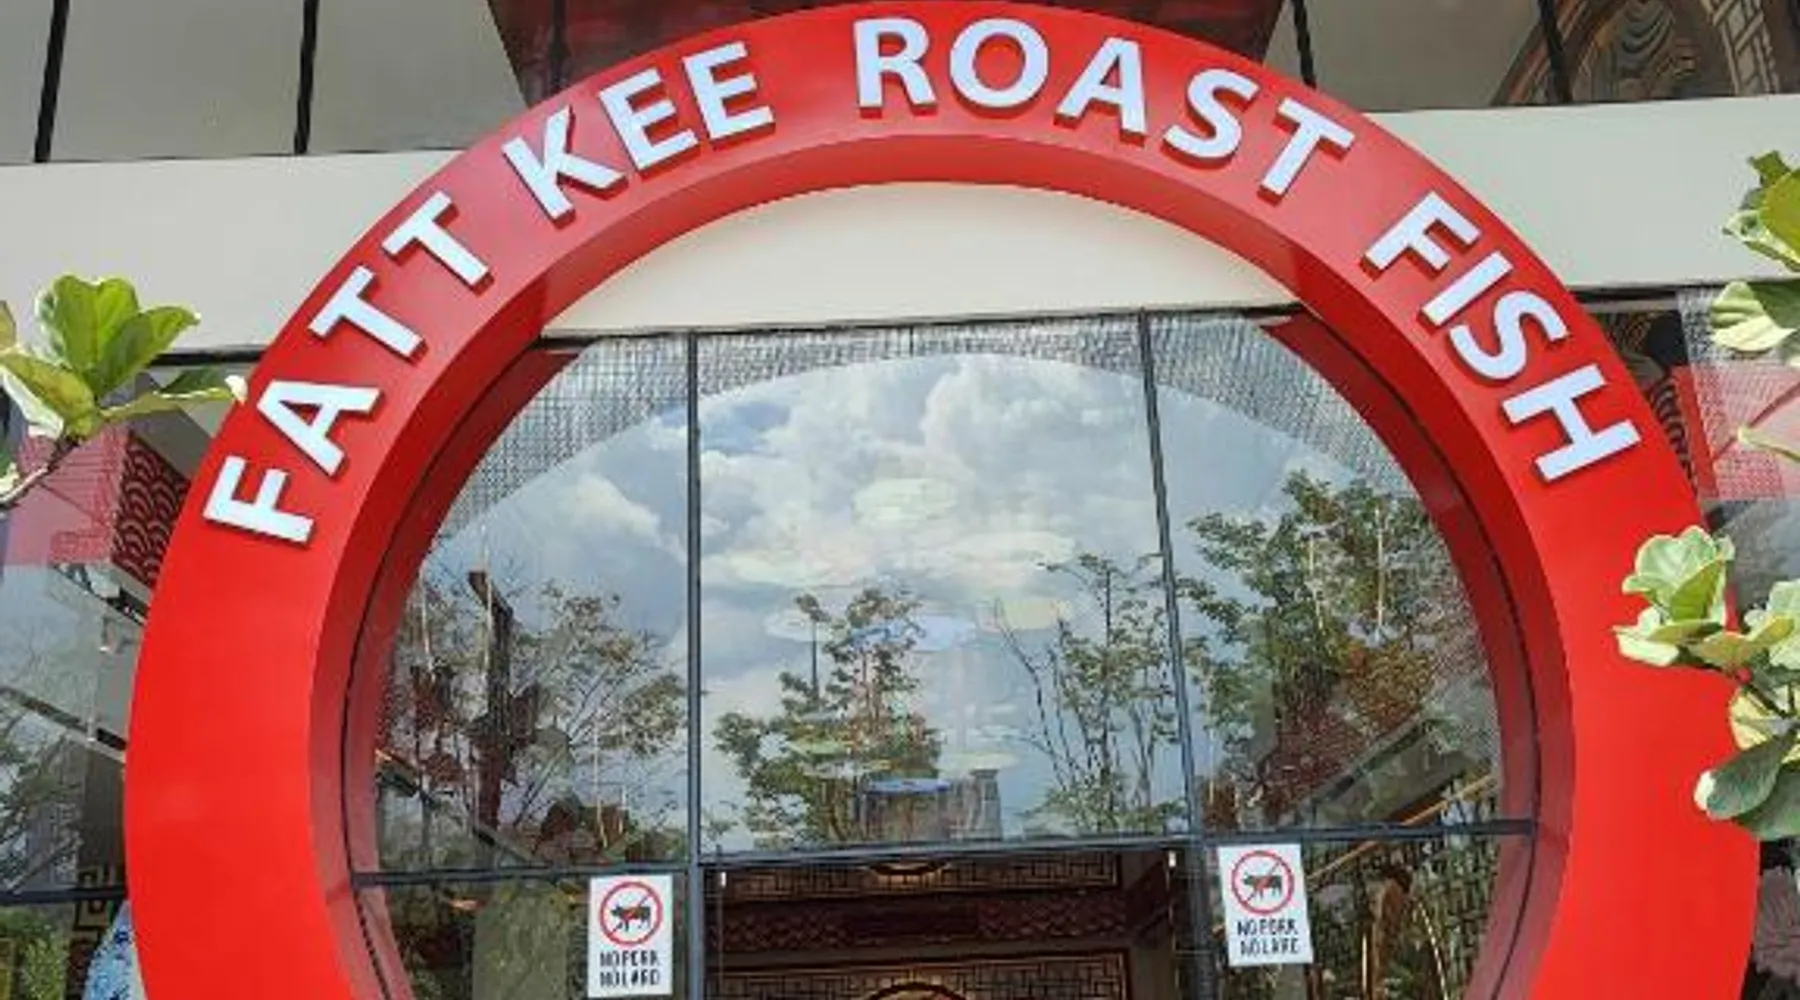 FATT KEE ROAST FISH
NO PORK
NO LARD
NO PORK
NO LARD